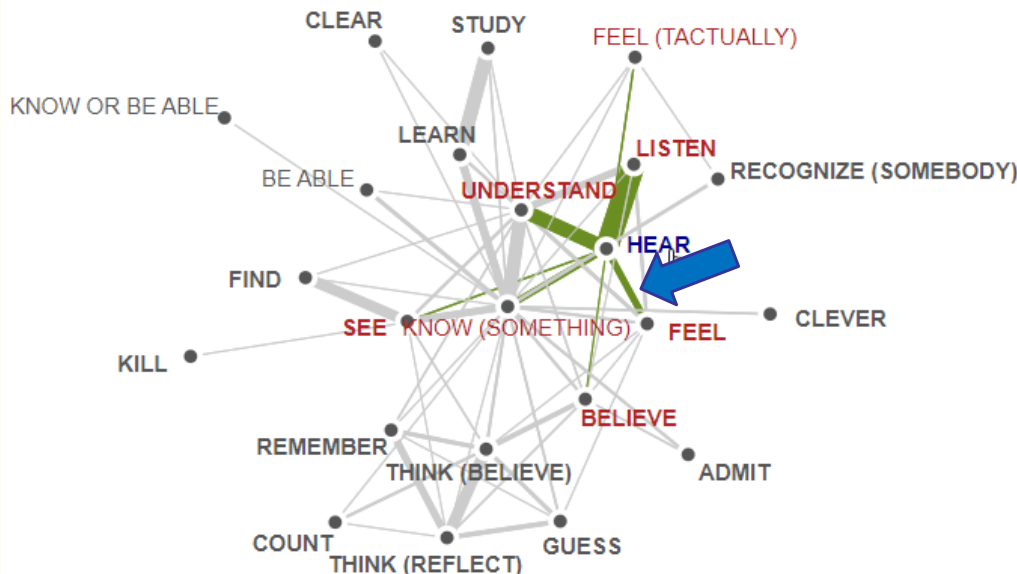 CLEAR
STUDY
FEEL (TACTUALLY)
KNOW OR BE ABLE
LEARN
LISTEN
RECOGNIZE (SOMEBODY)
BE ABLE
UNDERSTAND
HEAR
FIND
SEE
KNOW (SOMETHING)
CLEVER
FEEL
KILL
BELIEVE
REMEMBER
THINK (BELIEVE)
ADMIT
COUNT
GUESS
THINK (REFLECT)